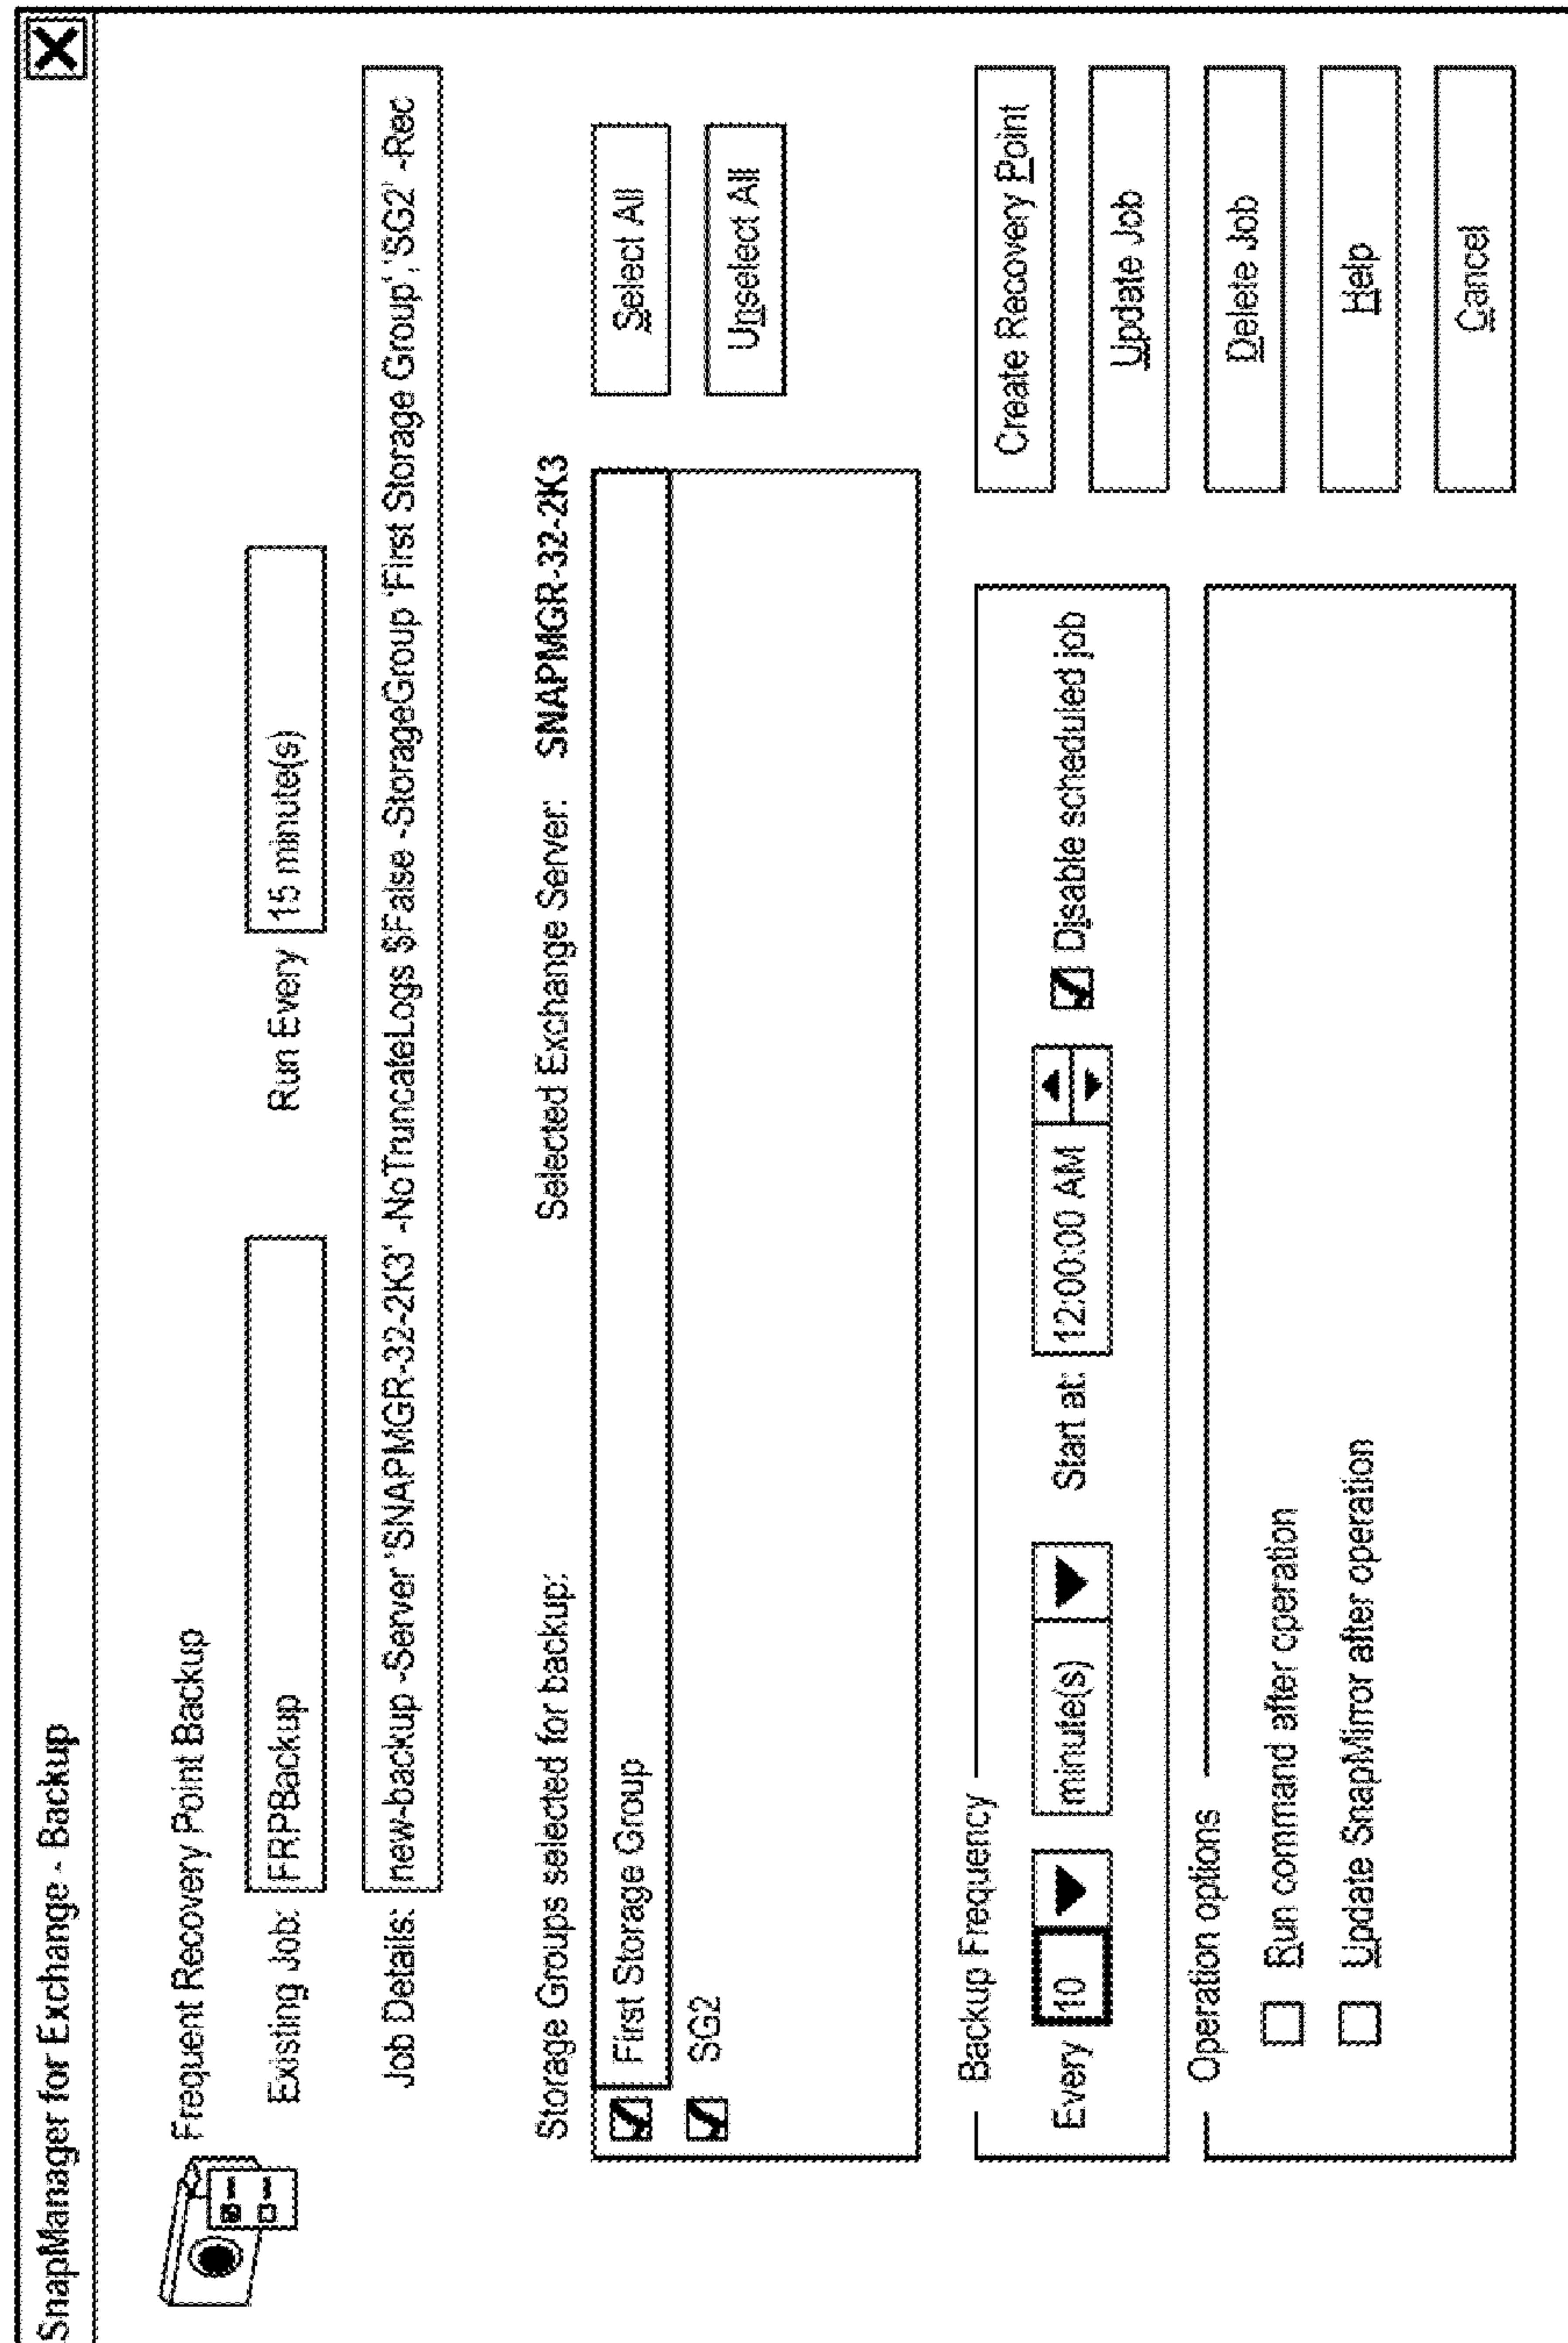 SnapManager for Exchange - Backup
Frequent Recovery Point Backup
Existing Job: FRPBackup Run Every 15 minute(s)
Job Details: new-backup -Server 'SNAPMGR-32-2K3' -NoTruncateLogs $False -StorageGroup 'First Storage Group','SG2' -Rec
Storage Groups selected for backup: Selected Exchange Server: SNAPMGR-32-2K3
First Storage Group
SG2
Select All
Unselect All
Backup Frequency
Every 10 minute(s) Start at: 12:00:00 AM Disable scheduled job
Operation options
Run command after operation
Update SnapMirror after operation
Create Recovery Point
Update Job
Delete Job
Help
Cancel